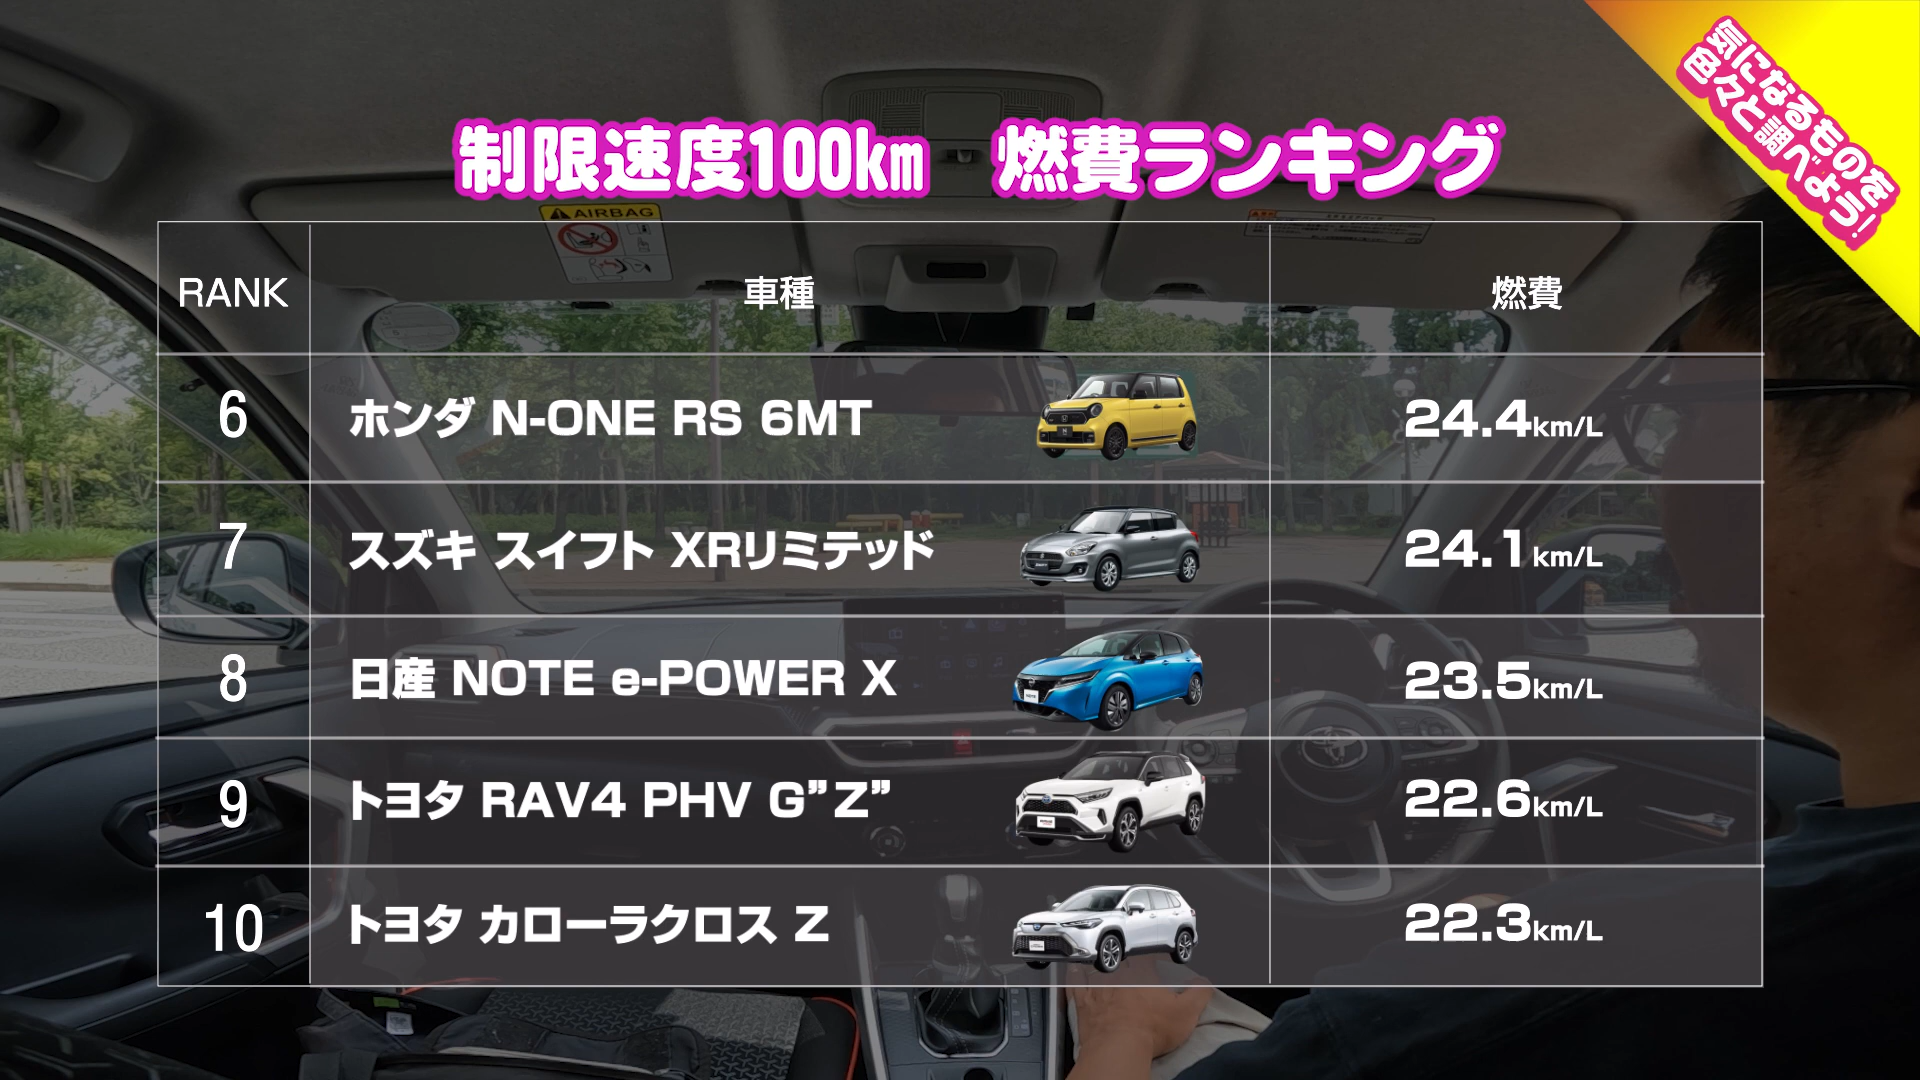 気になるものを
色々と調べよう!
制限速度100km 燃費ランキング
AIRBAG
RANK 車種 燃費
6 ホンダ N-ONE RS 6MT 24.4km/L
7 スズキ スイフト XRリミテッド 24.1km/L
8 日産 NOTE e-POWER X 23.5km/L
9 トヨタ RAV4 PHV G”Z” 22.6km/L
10 トヨタ カローラクロス Z 22.3km/L